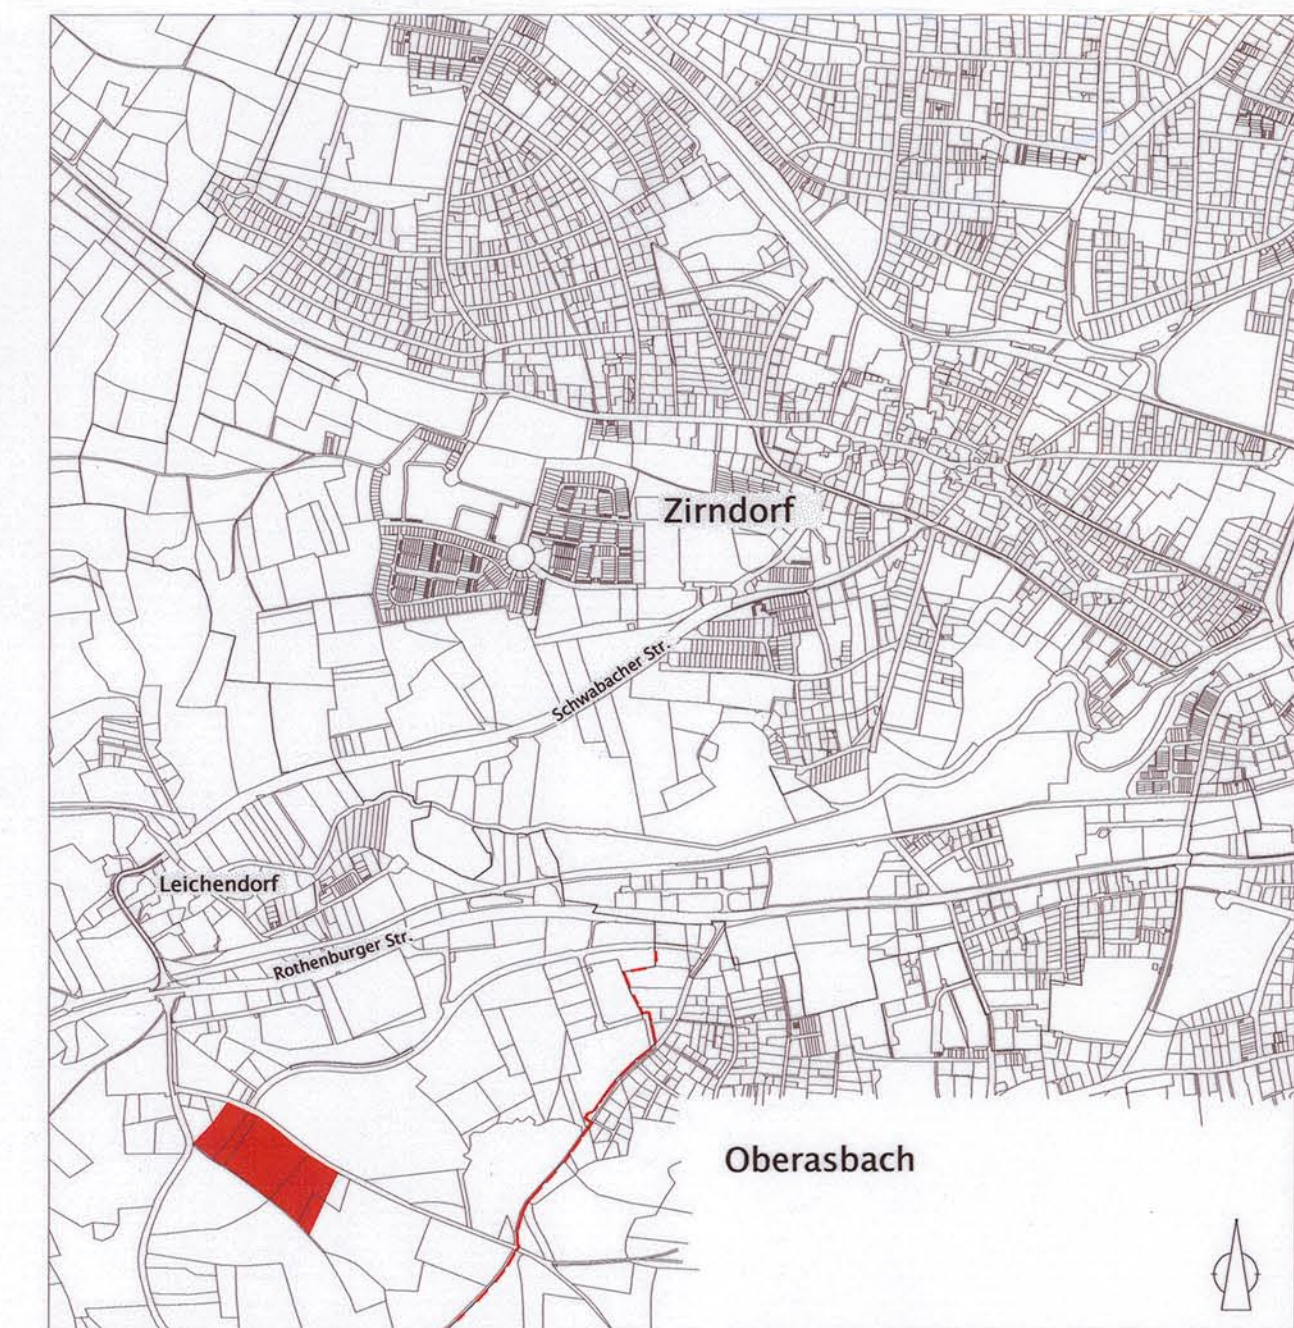 Zirndorf
Schwabacher Str.
Leichendorf
Rothenburger Str.
Oberasbach